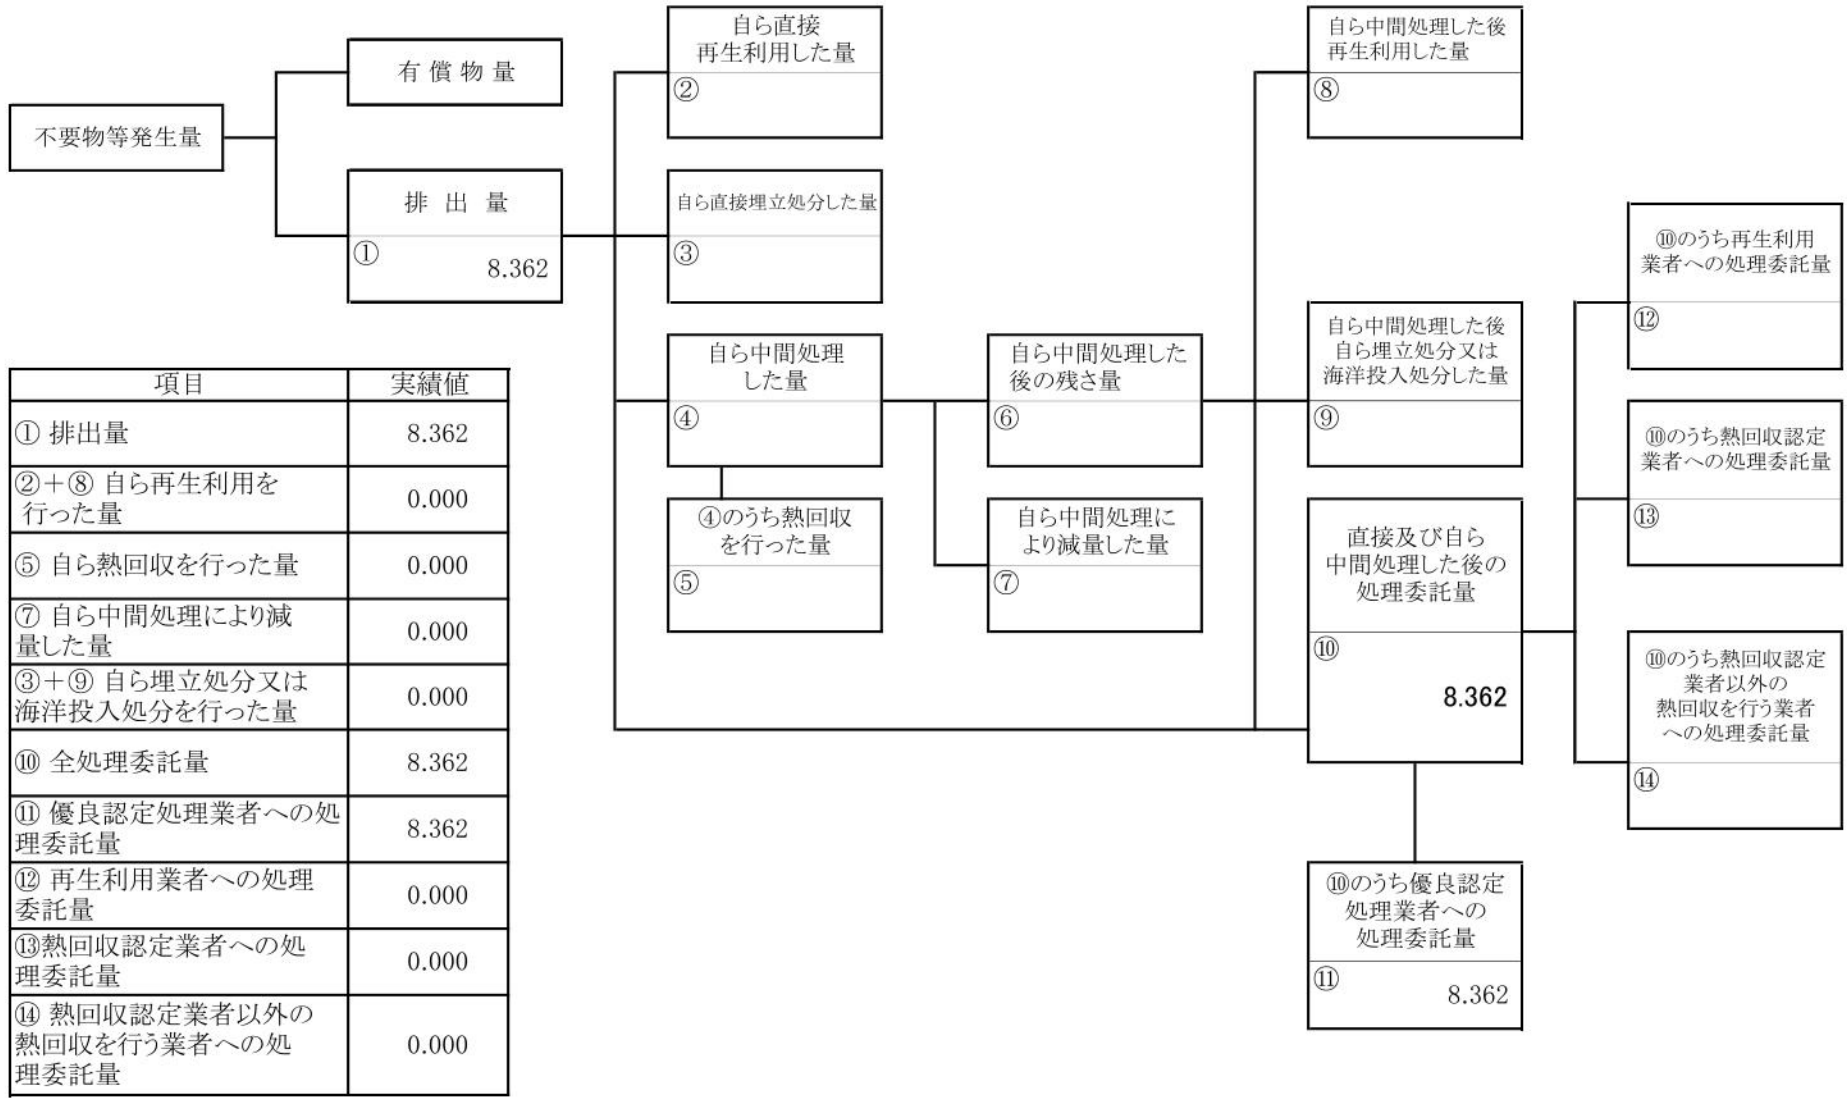 不要物等発生量
有償物量
排出量
①
8.362
自ら直接
再生利用した量
②
自ら直接埋立処分した量
③
自ら中間処理
した量
④
④のうち熱回収
を行った量
⑤
自ら中間処理した
後の残さ量
⑥
自ら中間処理に
より減量した量
⑦
自ら中間処理した後
再生利用した量
⑧
自ら中間処理した後
自ら埋立処分又は
海洋投入処分した量
⑨
直接及び自ら
中間処理した後の
処理委託量
⑩
8.362
⑩のうち優良認定
処理業者への
処理委託量
⑪
8.362
⑩のうち再生利用
業者への処理委託量
⑫
⑩のうち熱回収認定
業者への処理委託量
⑬
⑩のうち熱回収認定
業者以外の
熱回収を行う業者
への処理委託量
⑭
項目 実績値
① 排出量 8.362
②+⑧ 自ら再生利用を
行った量 0.000
⑤ 自ら熱回収を行った量 0.000
⑦ 自ら中間処理により減
量した量 0.000
③+⑨ 自ら埋立処分又は
海洋投入処分を行った量 0.000
⑩ 全処理委託量 8.362
⑪ 優良認定処理業者への処
理委託量 8.362
⑫ 再生利用業者への処理
委託量 0.000
⑬熱回収認定業者への処
理委託量 0.000
⑭ 熱回収認定業者以外の
熱回収を行う業者への処
理委託量 0.000